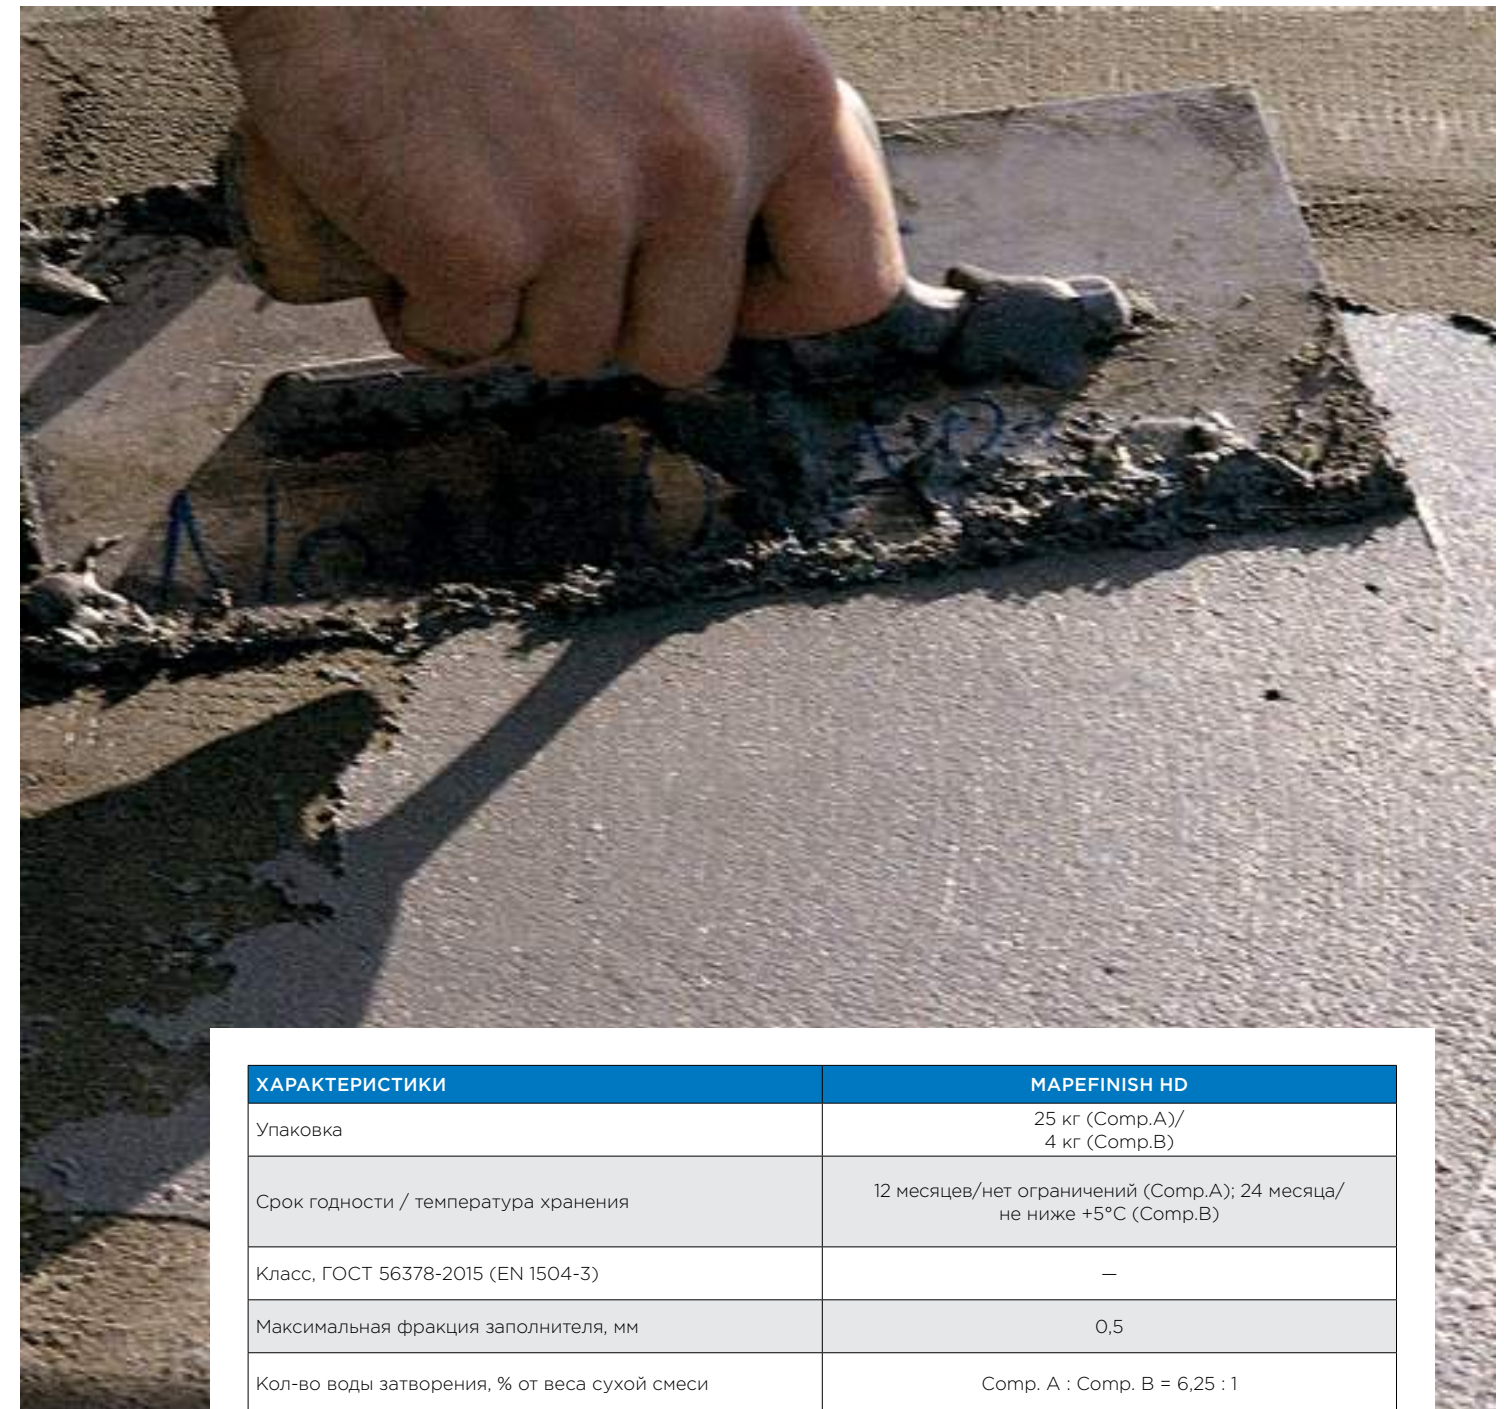 ХАРАКТЕРИСТИКИ
MAPEFINISH HD
Упаковка
25 кг (Comp.A)/
4 кг (Comp.B)
Срок годности / температура хранения
12 месяцев/нет ограничений (Comp.A); 24 месяца/
не ниже +5°C (Comp.B)
Класс, ГОСТ 56378-2015 (EN 1504-3)
—
Максимальная фракция заполнителя, мм
0,5
Кол-во воды затворения, % от веса сухой смеси
Comp. A : Comp. B = 6,25 : 1